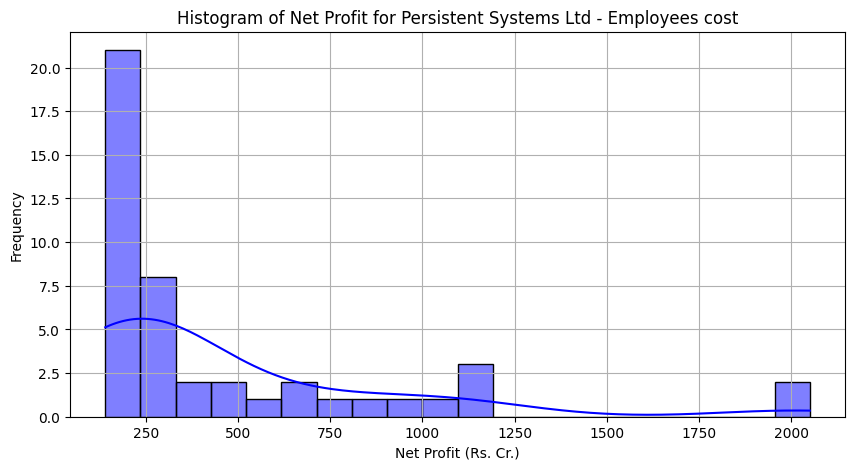 Histogram of Net Profit for Persistent Systems Ltd - Employees cost
20.0
17.5
15.0
12.5
10.0
7.5
5.0
2.5
0.0
Frequency
250 500 750 1000 1250 1500 1750 2000
Net Profit (Rs. Cr.)